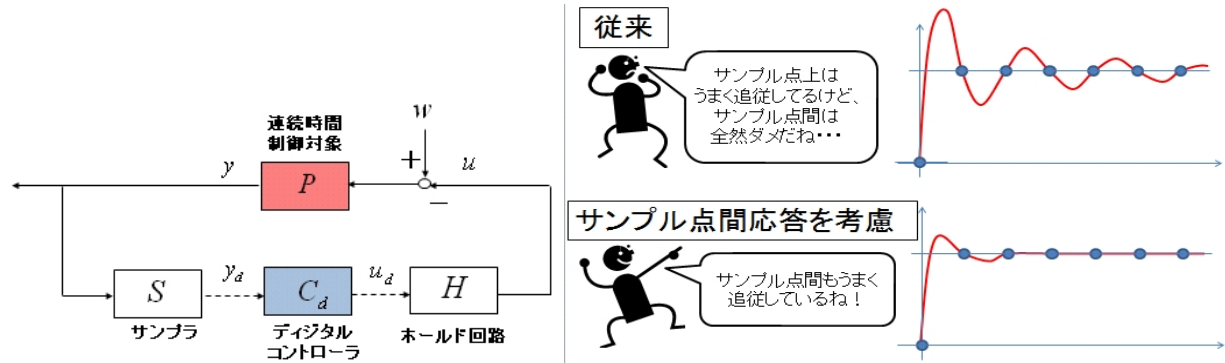 連続時間
制御対象
w
+
y
P
u
−
S
y_d
C_d
u_d
H
サンプラ
ディジタル
コントローラ
ホールド回路
従来
サンプル点上は
うまく追従してるけど、
サンプル点間は
全然ダメだね・・・
サンプル点間応答を考慮
サンプル点間もうまく
追従しているね！